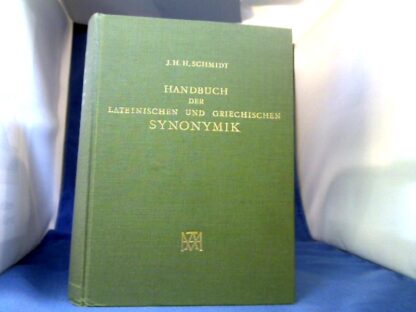 J. H. H. SCHMIDT
HANDBUCH
DER
LATEINISCHEN UND GRIECHISCHEN
SYNONYMIK